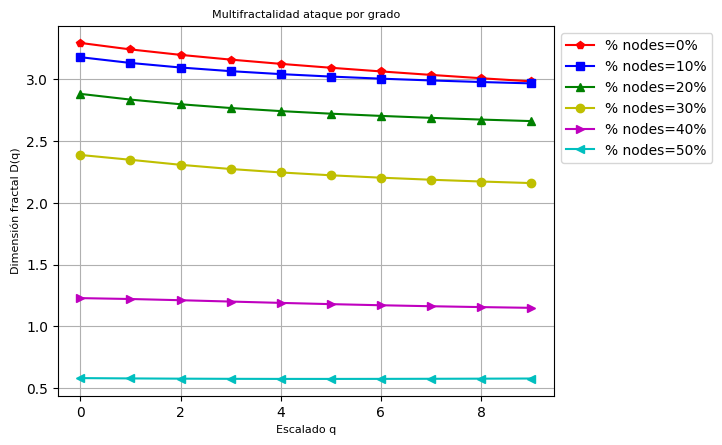 Multifractalidad ataque por grado
Dimensión fractal D(q)
3.0
2.5
2.0
1.5
1.0
0.5
0 2 4 6 8
Escalado q
% nodes=0%
% nodes=10%
% nodes=20%
% nodes=30%
% nodes=40%
% nodes=50%